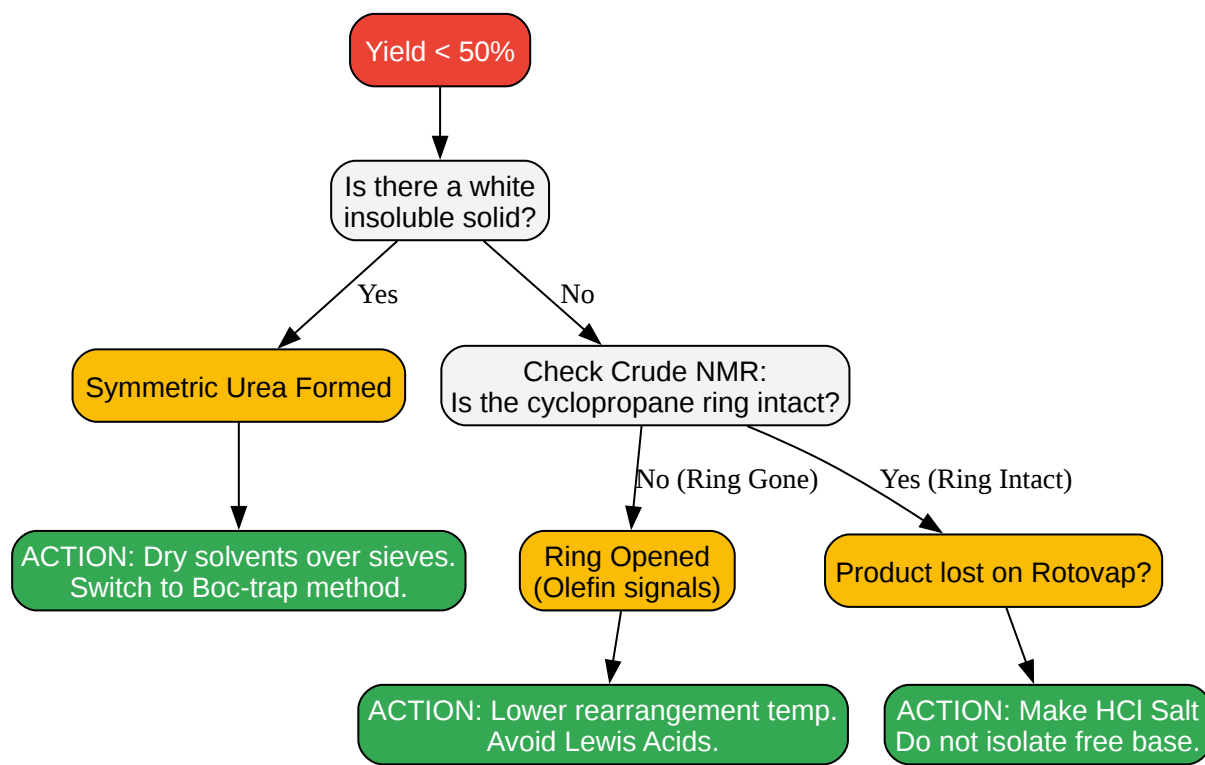 Yield < 50%
Is there a white
insoluble solid?
Yes
No
Symmetric Urea Formed
Check Crude NMR:
Is the cyclopropane ring intact?
No (Ring Gone)
Yes (Ring Intact)
ACTION: Dry solvents over sieves.
Switch to Boc-trap method.
Ring Opened
(Olefin signals)
Product lost on Rotovap?
ACTION: Lower rearrangement temp.
Avoid Lewis Acids.
ACTION: Make HCl Salt
Do not isolate free base.